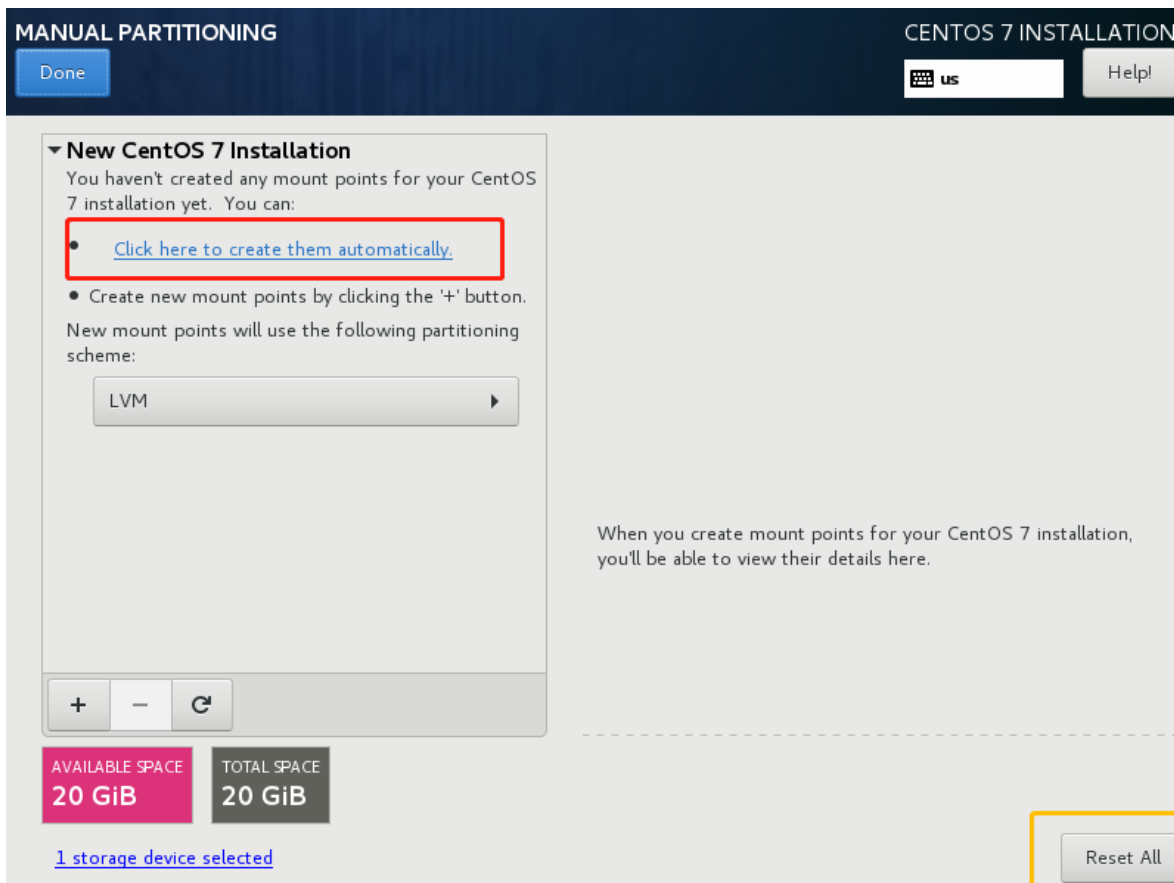 MANUAL PARTITIONING
CENTOS 7 INSTALLATION
Done
us
Help!
New CentOS 7 Installation
You haven't created any mount points for your CentOS
7 installation yet. You can:
• Click here to create them automatically.
• Create new mount points by clicking the '+' button.
New mount points will use the following partitioning
scheme:
LVM
When you create mount points for your CentOS 7 installation,
you'll be able to view their details here.
+ −
AVAILABLE SPACE
20 GiB
TOTAL SPACE
20 GiB
1 storage device selected
Reset All